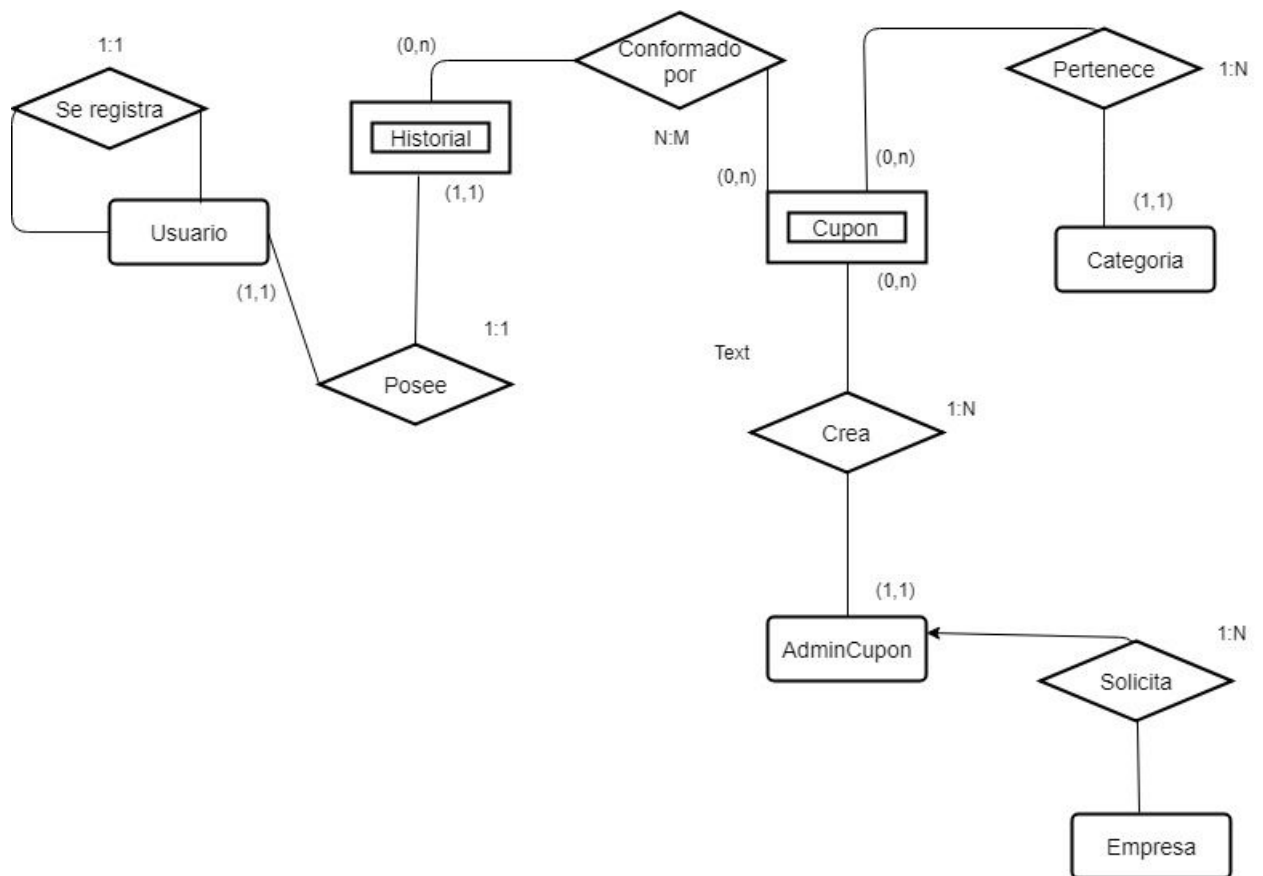 1:1
(0,n)
Conformado
por
Pertenece
1:N
Se registra
Historial
N:M
(0,n)
(0,n)
(1,1)
(1,1)
Usuario
Cupon
Categoria
(1,1)
(0,n)
1:1
Text
Posee
1:N
Crea
(1,1)
AdminCupon
1:N
Solicita
Empresa